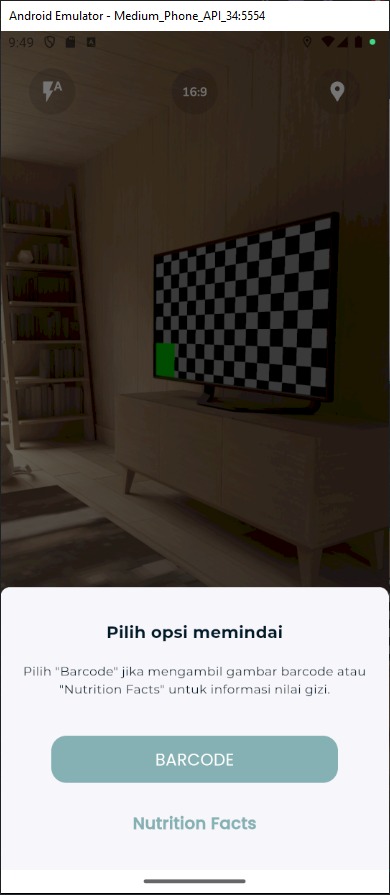 Android Emulator - Medium_Phone_API_34:5554
9:49
A
16:9
Pilih opsi memindai
Pilih "Barcode" jika mengambil gambar barcode atau
"Nutrition Facts" untuk informasi nilai gizi.
BARCODE
Nutrition Facts